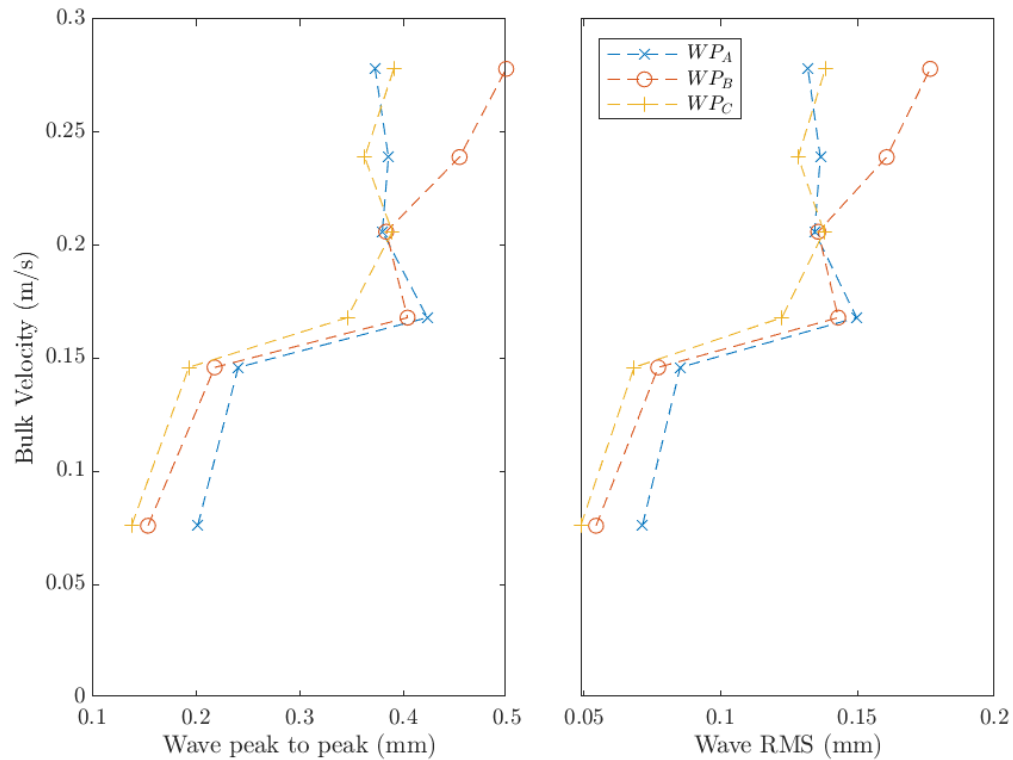 0.3
0.25
0.2
0.15
0.1
0.05
0
Bulk Velocity (m/s)
0.1 0.2 0.3 0.4 0.5
Wave peak to peak (mm)
WP_A
WP_B
WP_C
0.05 0.1 0.15 0.2
Wave RMS (mm)